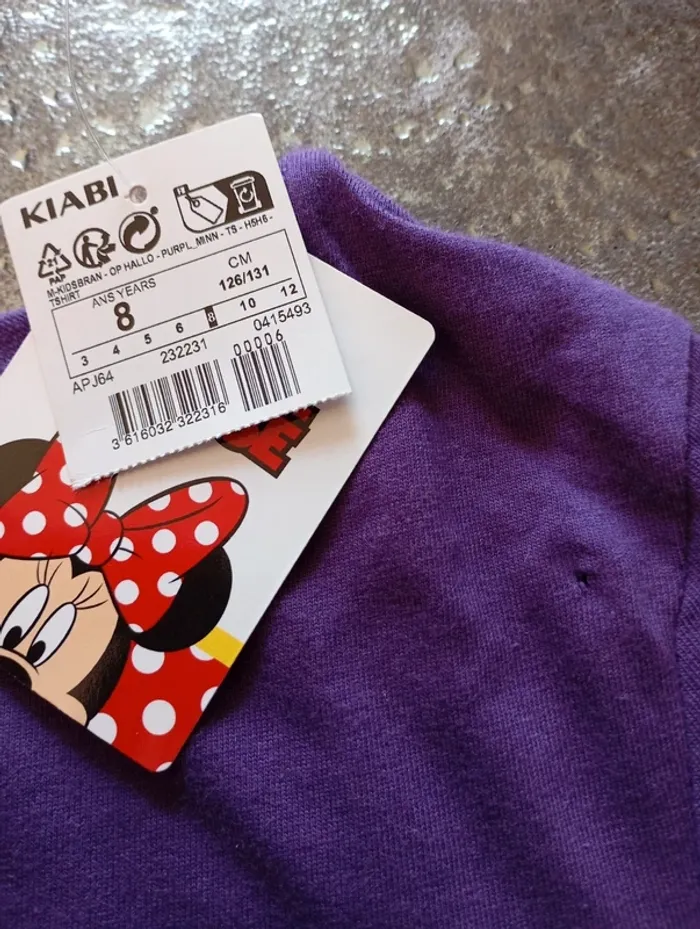 KIABI
21
PAP
M-KIDSBRAN - OP HALLO - PURPL_MINN - TS - H5H6 -
TSHIRT
ANS YEARS
CM
8
126/131
3 4 5 6 8 10 12
APJ64
232231
0415493
00006
3 616032 322316